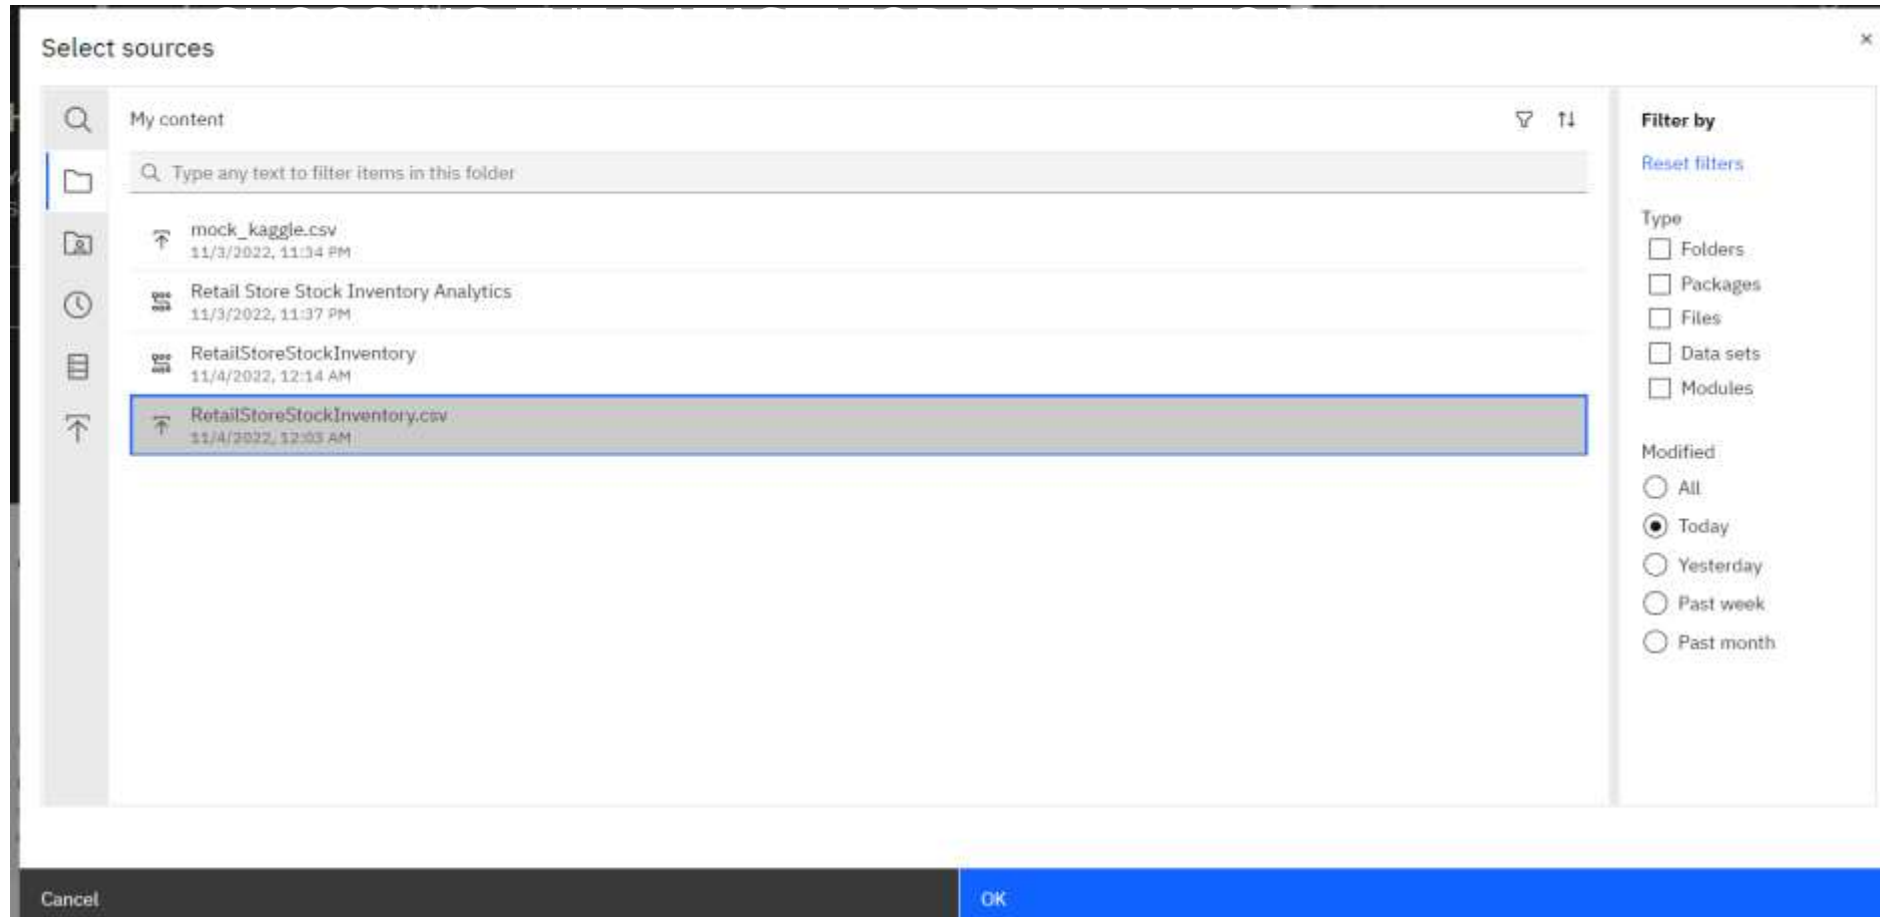 Select sources
My content
Type any text to filter items in this folder
mock_kaggle.csv
11/3/2022, 11:34 PM
Retail Store Stock Inventory Analytics
11/3/2022, 11:37 PM
RetailStoreStockInventory
11/4/2022, 12:14 AM
RetailStoreStockInventory.csv
11/4/2022, 12:03 AM
Filter by
Reset filters
Type
Folders
Packages
Files
Data sets
Modules
Modified
All
Today
Yesterday
Past week
Past month
Cancel
OK